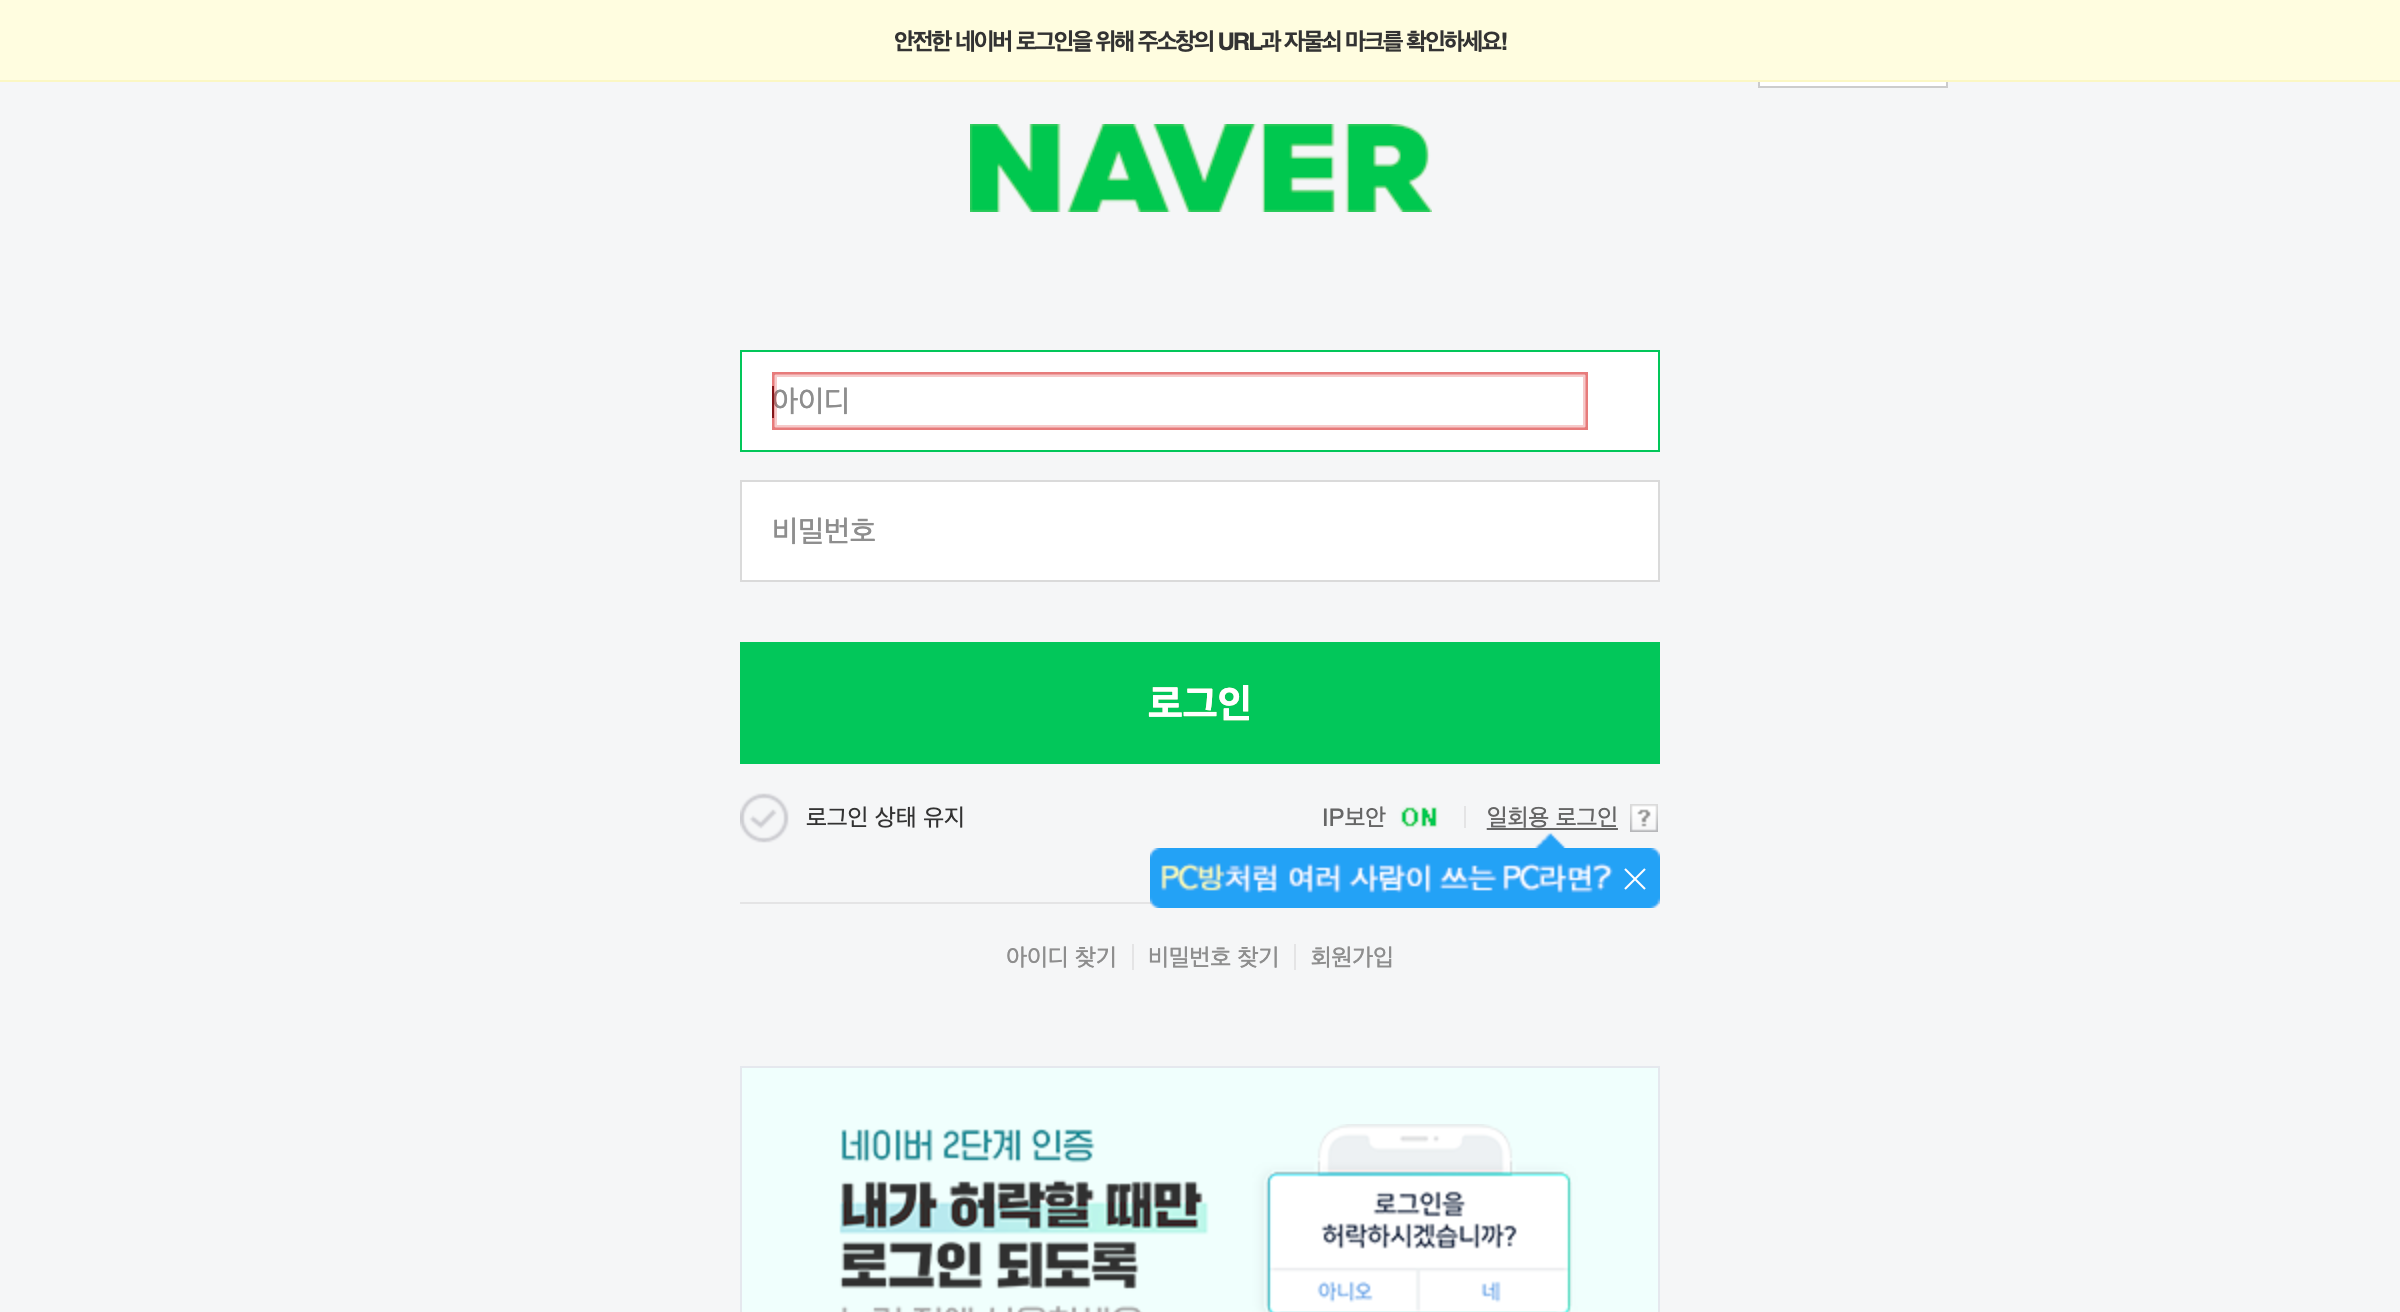 안전한 네이버 로그인을 위해 주소창의 URL과 자물쇠 마크를 확인하세요!
NAVER
아이디
비밀번호
로그인
로그인 상태 유지
IP보안 ON
일회용 로그인 ?
PC방처럼 여러 사람이 쓰는 PC라면?
아이디 찾기
비밀번호 찾기
회원가입
네이버 2단계 인증
내가 허락할 때만
로그인 되도록
로그인을
허락하시겠습니까?
아니오
네